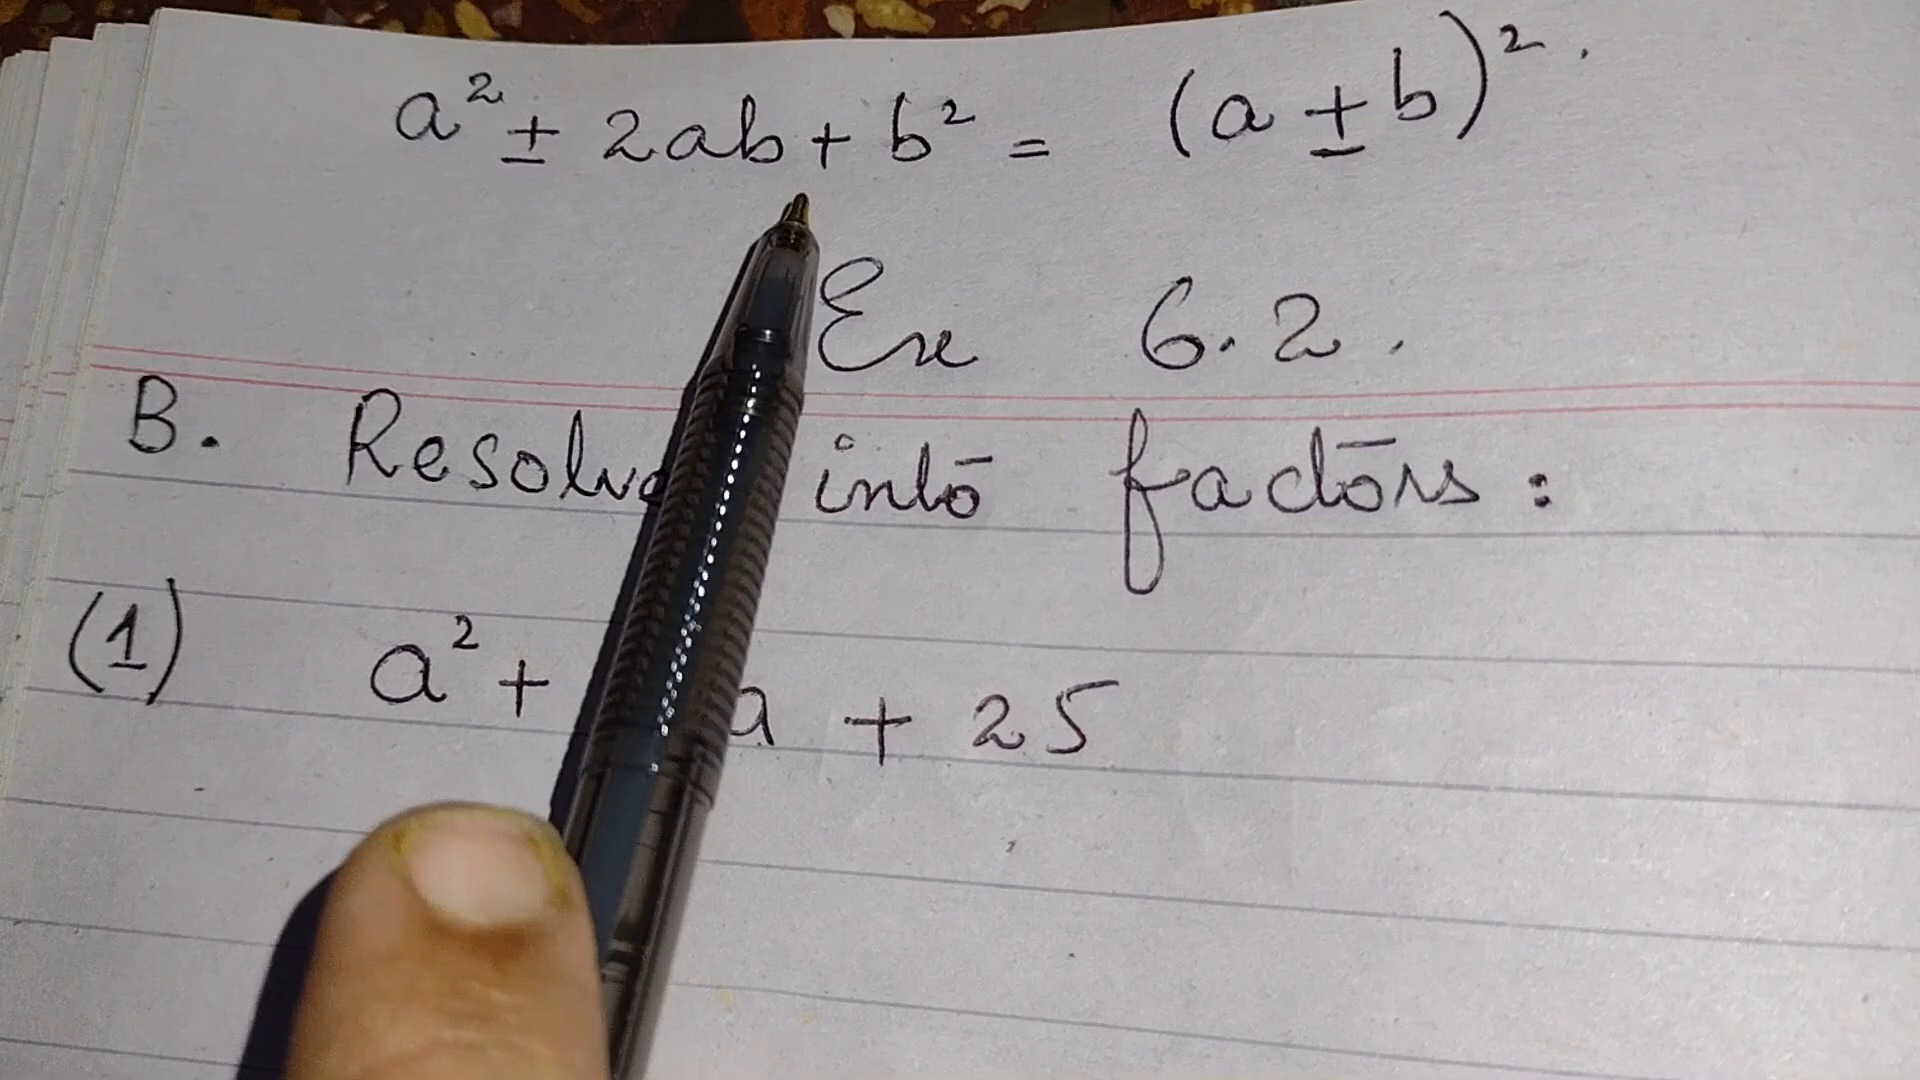 a² ± 2ab + b² = (a ± b)².
Ex 6.2.
B. Resolve into factors:
(1) a² + a + 25